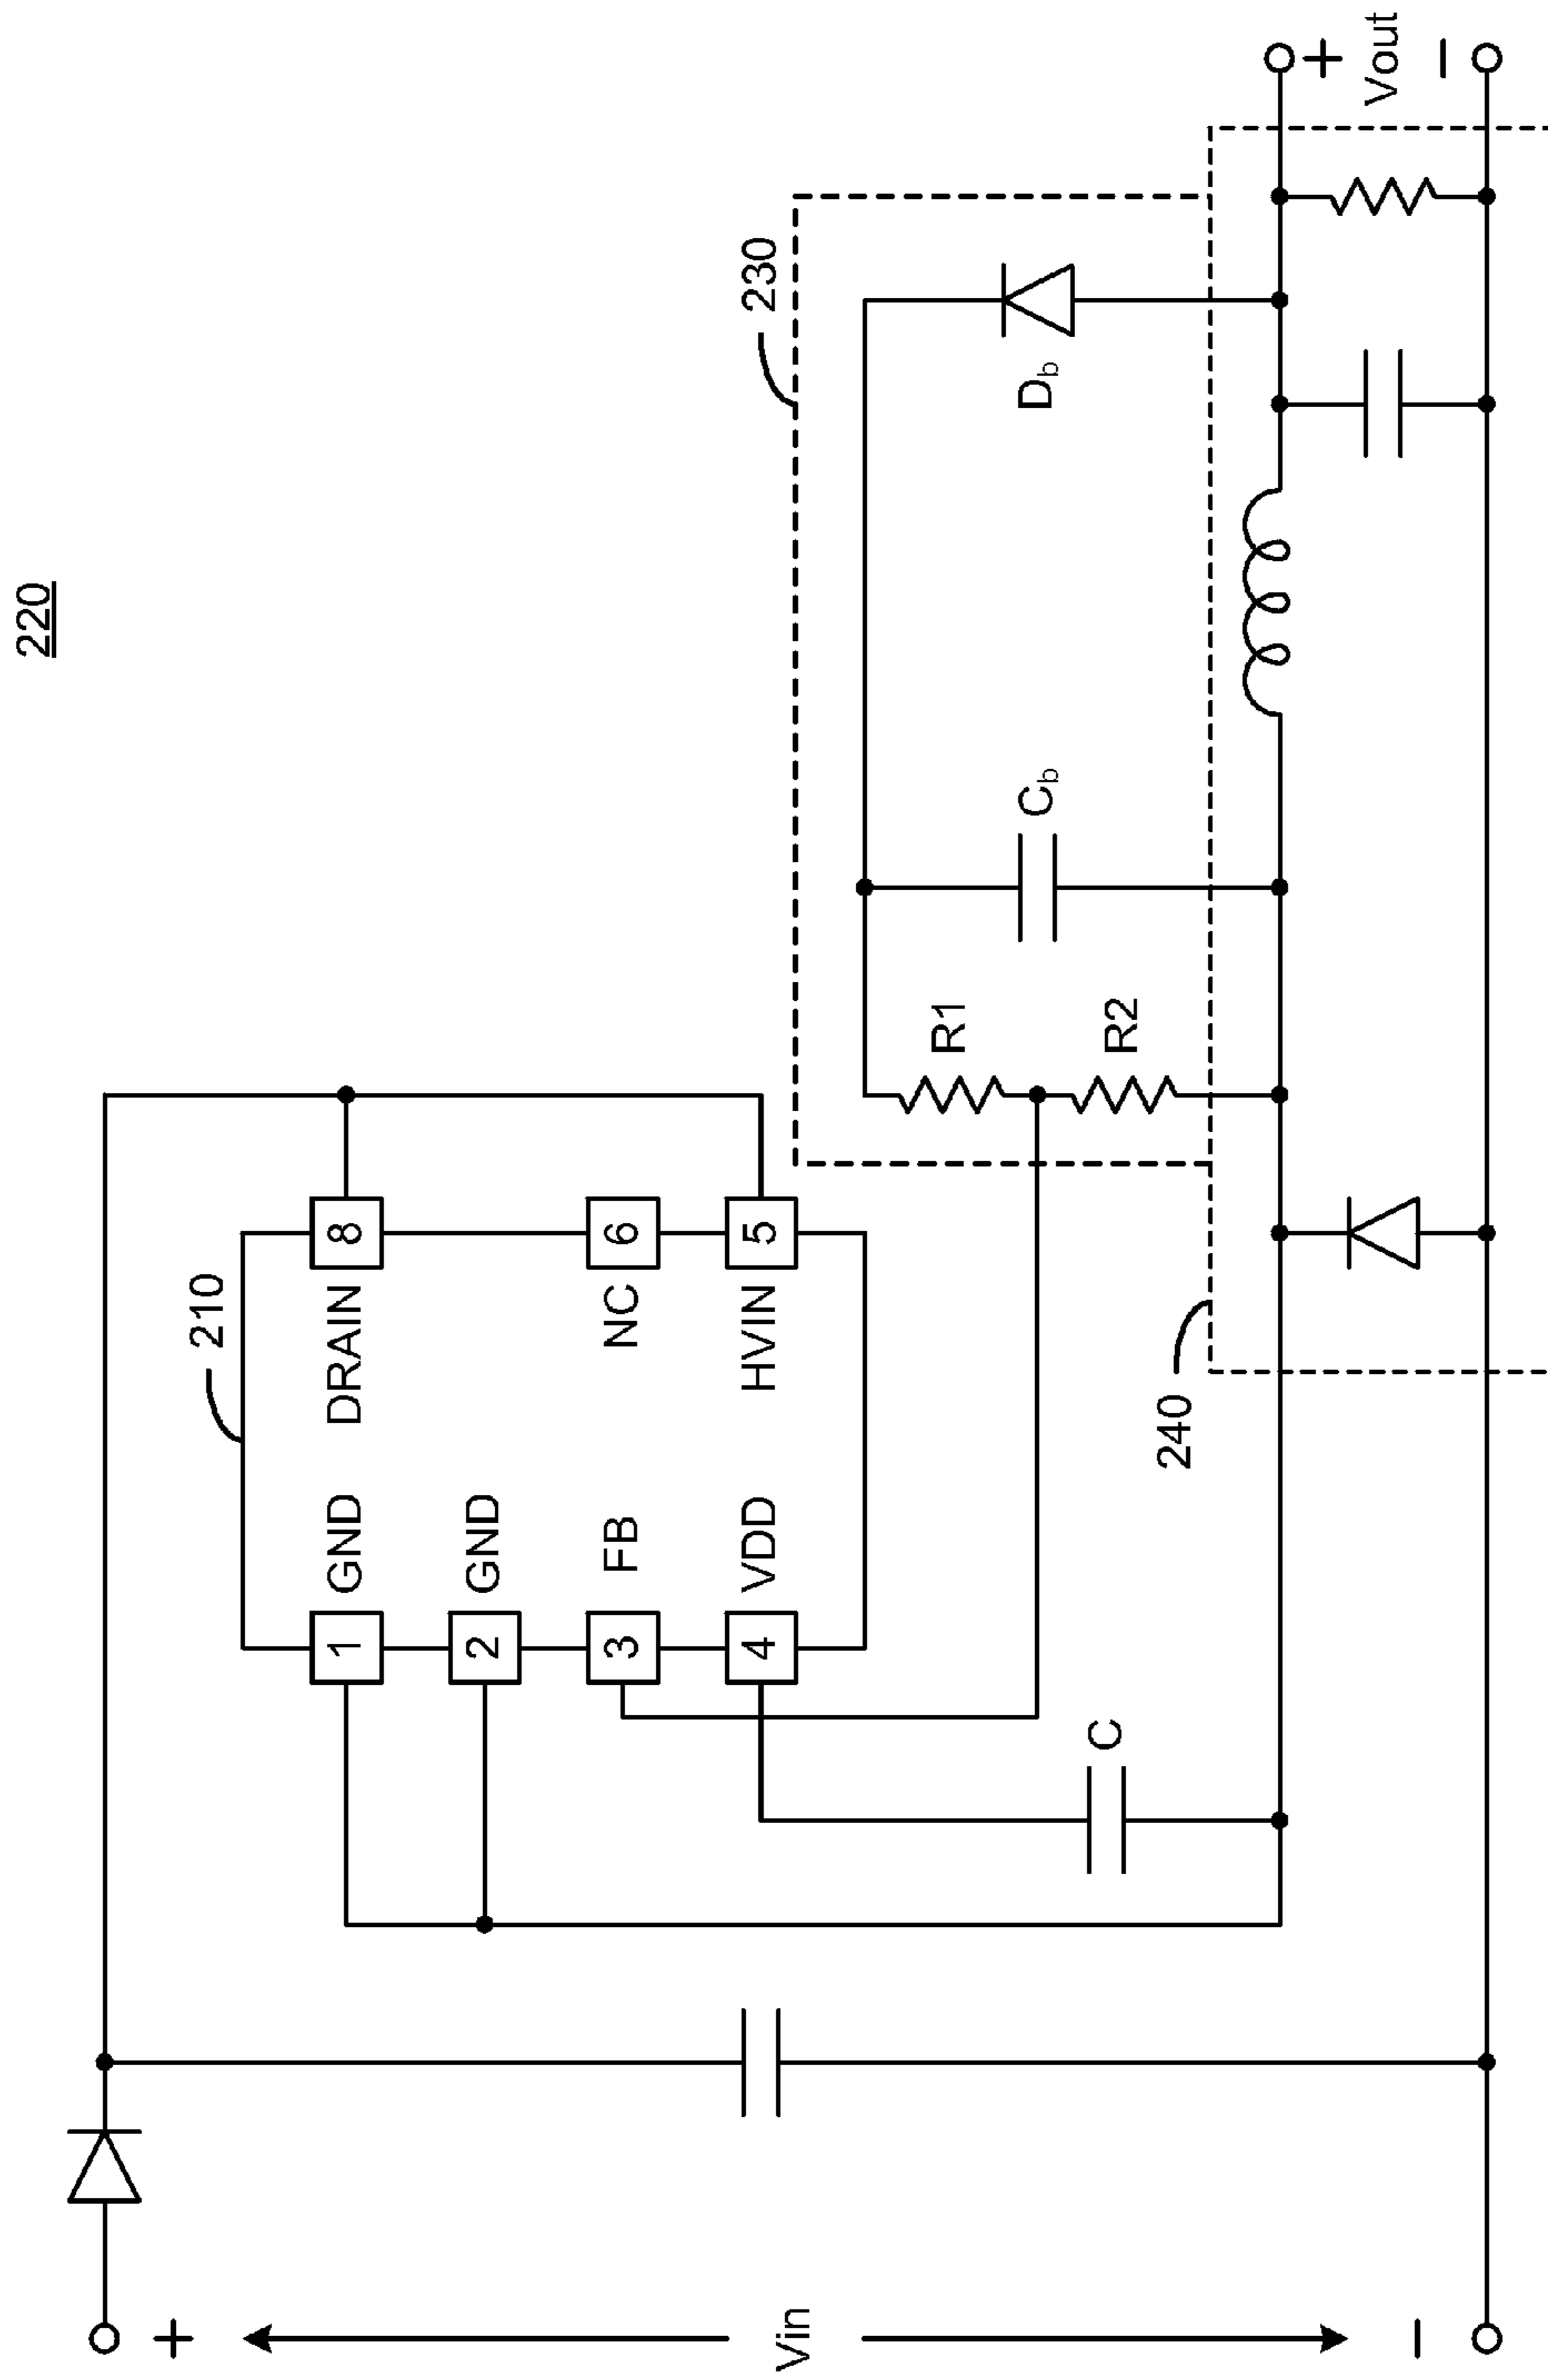 220
210
1
GND
DRAIN
8
2
GND
3
FB
NC
6
4
VDD
HVIN
5
230
R1
R2
Cb
Db
C
240
+
Vin
−
+
Vout
−